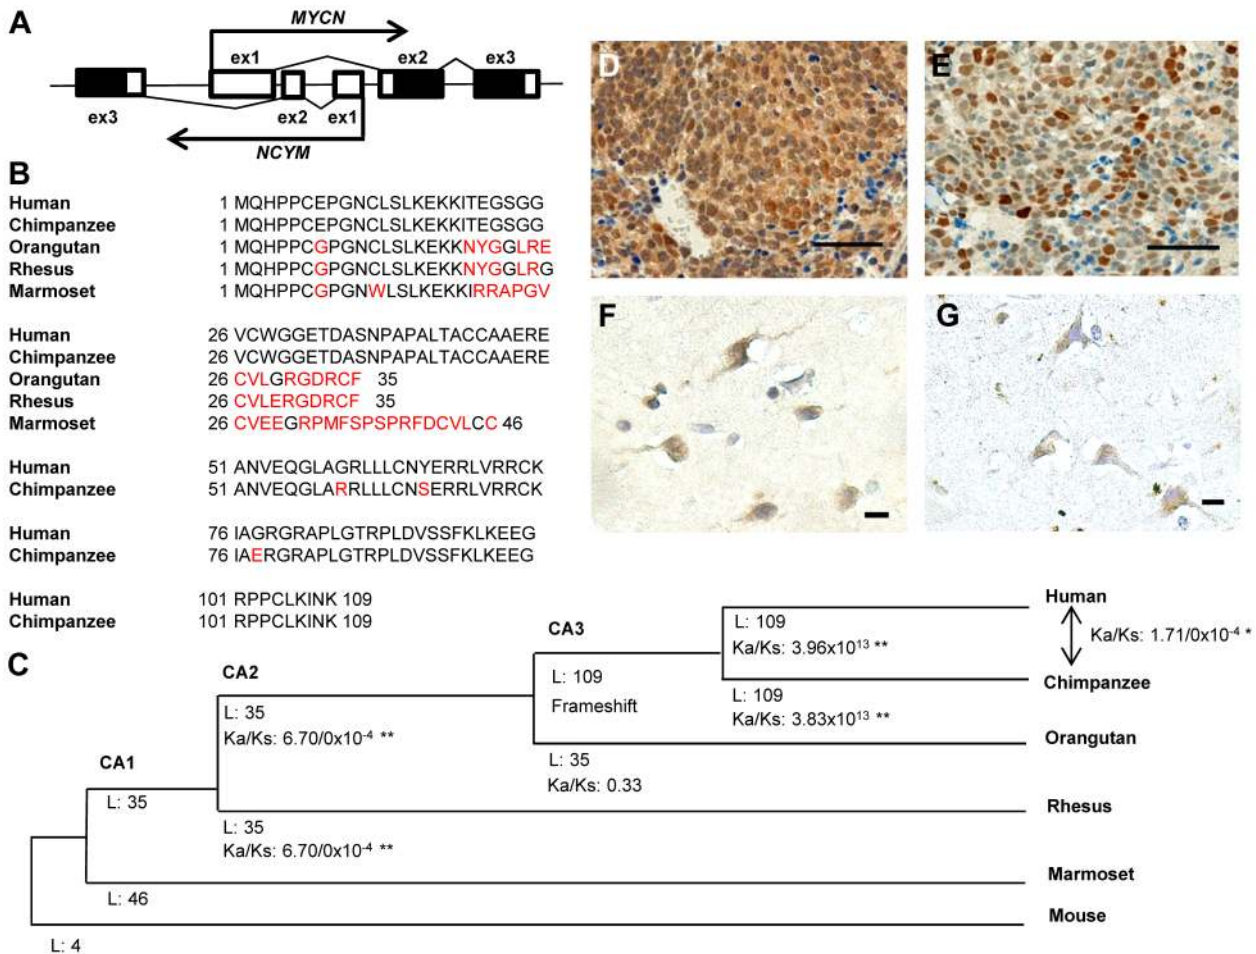 A
MYCN
ex1 ex2 ex3
ex3 ex2 ex1
NCYM
B
Human 1 MQHPPCEPGNCLSLKEKKITEGSGG
Chimpanzee 1 MQHPPCEPGNCLSLKEKKITEGSGG
Orangutan 1 MQHPPCGPGNCLSLKEKKNYGGLRE
Rhesus 1 MQHPPCGPGNCLSLKEKKNYGGLRG
Marmoset 1 MQHPPCGPGNWLSLKEKKIRRAPGV
Human 26 VCWGGETDASNPAPALTACCAAERE
Chimpanzee 26 VCWGGETDASNPAPALTACCAAERE
Orangutan 26 CVLGRGDRCF 35
Rhesus 26 CVLERGDRCF 35
Marmoset 26 CVEEGRPMFSPSPRFDCVLCC 46
Human 51 ANVEQGLAGRLLLCNYERRLVRRCK
Chimpanzee 51 ANVEQGLARRLLLCNSERRLVRRCK
Human 76 IAGRGRAPLGTRPLDVSSFKLKEEG
Chimpanzee 76 IAERGRAPLGTRPLDVSSFKLKEEG
Human 101 RPPCLKINK 109
Chimpanzee 101 RPPCLKINK 109
D
E
F
G
C
CA1
L: 35
CA2
L: 35
Ka/Ks: 6.70/0x10⁻⁴ **
CA3
L: 109
Frameshift
L: 109
Ka/Ks: 3.96x10¹³ **
Human
Ka/Ks: 1.71/0x10⁻⁴ *
Chimpanzee
L: 109
Ka/Ks: 3.83x10¹³ **
Orangutan
L: 35
Ka/Ks: 0.33
Rhesus
L: 35
Ka/Ks: 6.70/0x10⁻⁴ **
Marmoset
L: 46
Mouse
L: 4